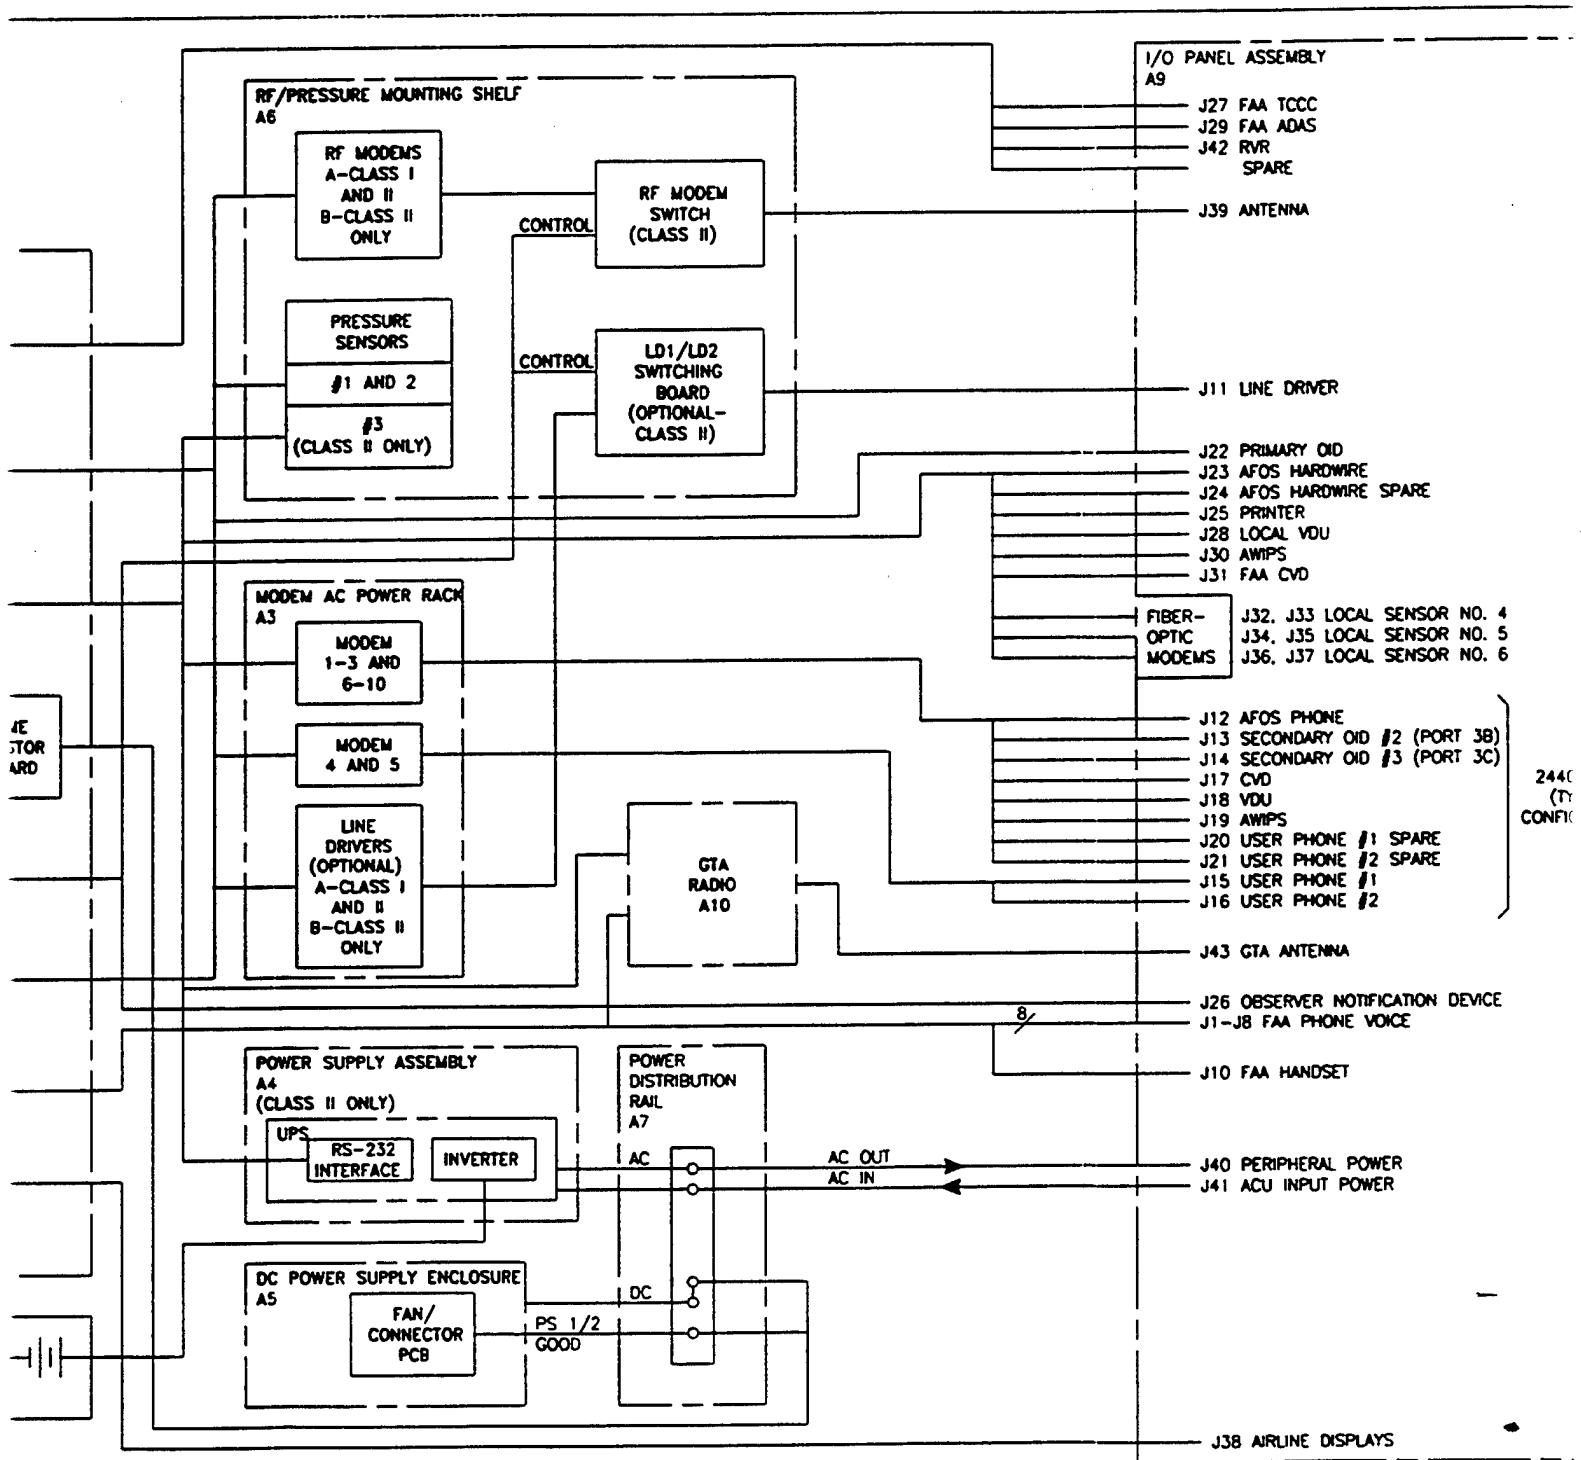 I/O PANEL ASSEMBLY
A9
J27 FAA TCCC
J29 FAA ADAS
J42 RVR
SPARE
J39 ANTENNA
J11 LINE DRIVER
J22 PRIMARY OID
J23 AFOS HARDWIRE
J24 AFOS HARDWIRE SPARE
J25 PRINTER
J28 LOCAL VDU
J30 AWIPS
J31 FAA CVD
FIBER-
OPTIC
MODEMS
J32, J33 LOCAL SENSOR NO. 4
J34, J35 LOCAL SENSOR NO. 5
J36, J37 LOCAL SENSOR NO. 6
J12 AFOS PHONE
J13 SECONDARY OID #2 (PORT 3B)
J14 SECONDARY OID #3 (PORT 3C)
J17 CVD
J18 VDU
J19 AWIPS
J20 USER PHONE #1 SPARE
J21 USER PHONE #2 SPARE
J15 USER PHONE #1
J16 USER PHONE #2
J43 GTA ANTENNA
J26 OBSERVER NOTIFICATION DEVICE
8
J1-J8 FAA PHONE VOICE
J10 FAA HANDSET
J40 PERIPHERAL POWER
J41 ACU INPUT POWER
J38 AIRLINE DISPLAYS
RF/PRESSURE MOUNTING SHELF
A6
RF MODEMS
A-CLASS I
AND II
B-CLASS II
ONLY
CONTROL
RF MODEM
SWITCH
(CLASS II)
PRESSURE
SENSORS
#1 AND 2
#3
(CLASS II ONLY)
CONTROL
LD1/LD2
SWITCHING
BOARD
(OPTIONAL-
CLASS II)
MODEM AC POWER RACK
A3
MODEM
1-3 AND
6-10
MODEM
4 AND 5
LINE
DRIVERS
(OPTIONAL)
A-CLASS I
AND II
B-CLASS II
ONLY
GTA
RADIO
A10
POWER SUPPLY ASSEMBLY
A4
(CLASS II ONLY)
UPS
RS-232
INTERFACE
INVERTER
POWER
DISTRIBUTION
RAIL
A7
AC
AC OUT
AC IN
DC POWER SUPPLY ENCLOSURE
A5
FAN/
CONNECTOR
PCB
DC
PS 1/2
GOOD